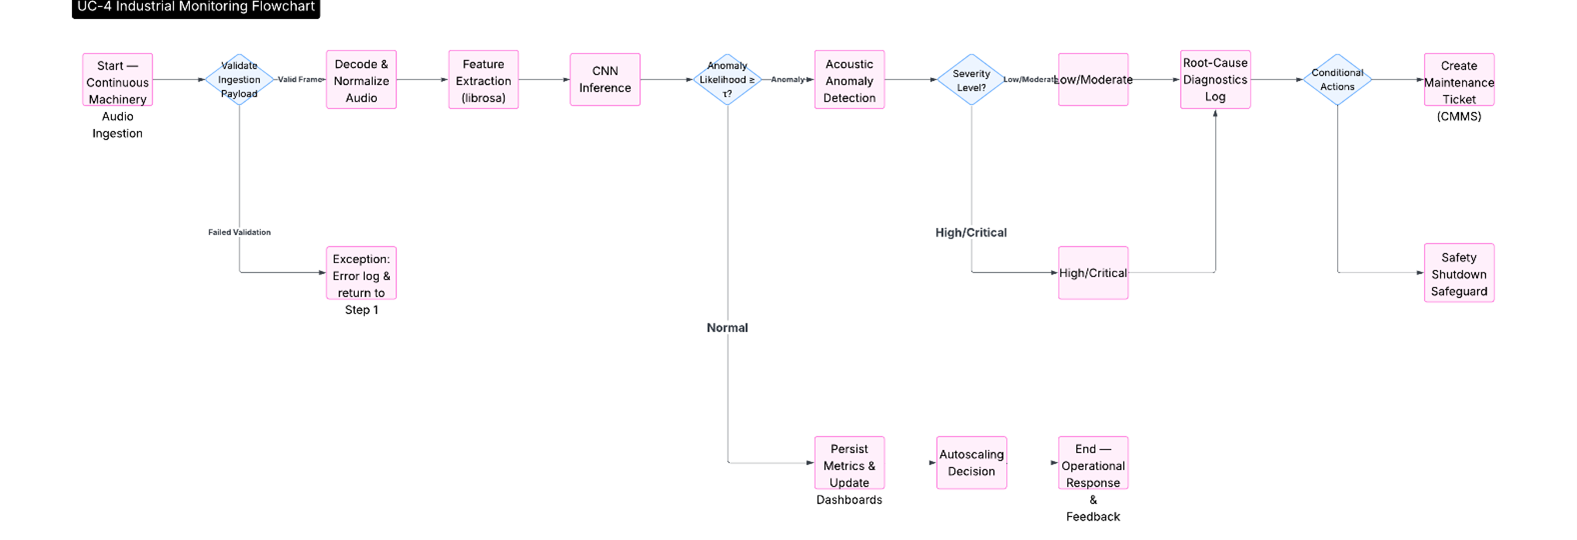 UC-4 Industrial Monitoring Flowchart
Start —
Continuous
Machinery
Audio
Ingestion
Validate
Ingestion
Payload
Valid Frame
Decode &
Normalize
Audio
Feature
Extraction
(librosa)
CNN
Inference
Anomaly
Likelihood ≥
τ?
Anomaly
Acoustic
Anomaly
Detection
Severity
Level?
Low/Moderate
Low/Moderate
Root-Cause
Diagnostics
Log
Conditional
Actions
Create
Maintenance
Ticket
(CMMS)
Failed Validation
Exception:
Error log &
return to
Step 1
High/Critical
High/Critical
Safety
Shutdown
Safeguard
Normal
Persist
Metrics &
Update
Dashboards
Autoscaling
Decision
End —
Operational
Response
&
Feedback